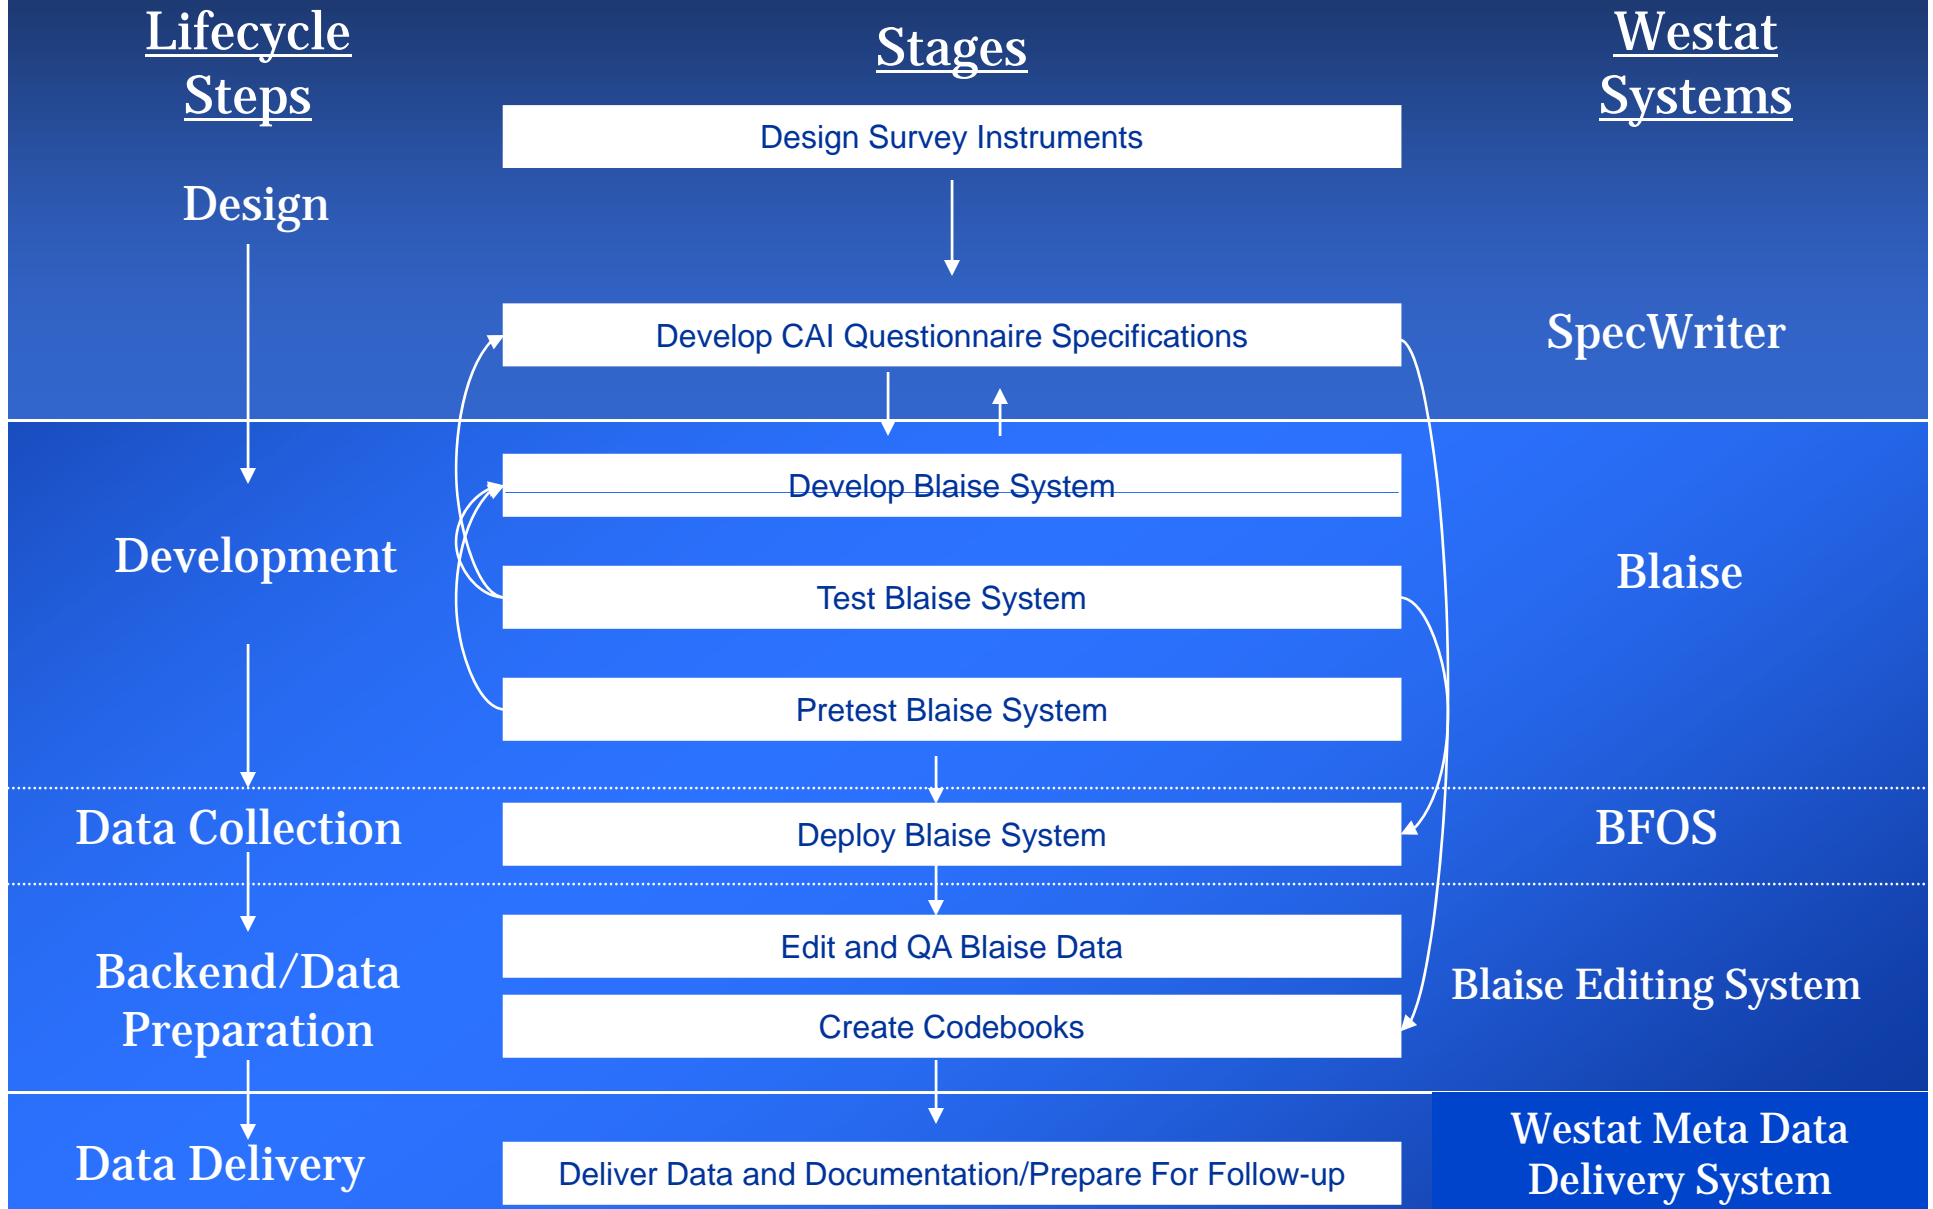 Lifecycle
Steps
Stages
Westat
Systems
Design Survey Instruments
Design
Develop CAI Questionnaire Specifications
SpecWriter
Develop Blaise System
Development
Test Blaise System
Blaise
Pretest Blaise System
Data Collection
Deploy Blaise System
BFOS
Backend/Data
Preparation
Edit and QA Blaise Data
Create Codebooks
Blaise Editing System
Data Delivery
Deliver Data and Documentation/Prepare For Follow-up
Westat Meta Data
Delivery System